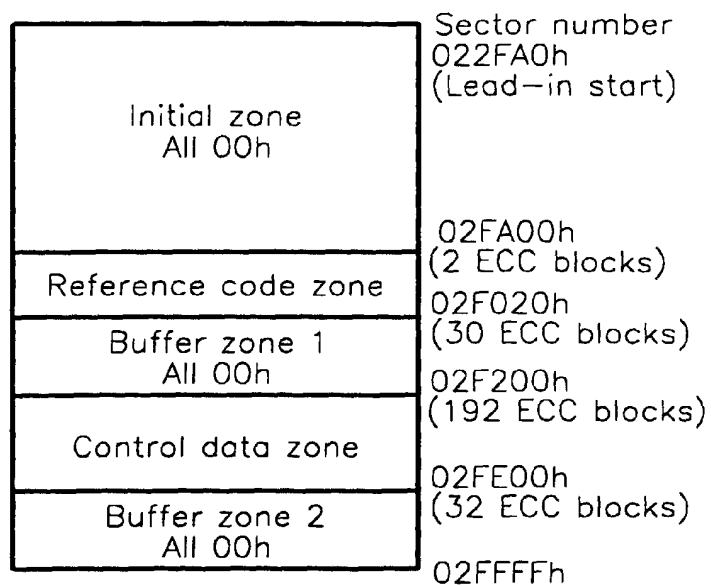 Sector number
022FA0h
(Lead-in start)
Initial zone
All 00h
02FA00h
(2 ECC blocks)
Reference code zone
02F020h
(30 ECC blocks)
Buffer zone 1
All 00h
02F200h
(192 ECC blocks)
Control data zone
02FE00h
(32 ECC blocks)
Buffer zone 2
All 00h
02FFFFh